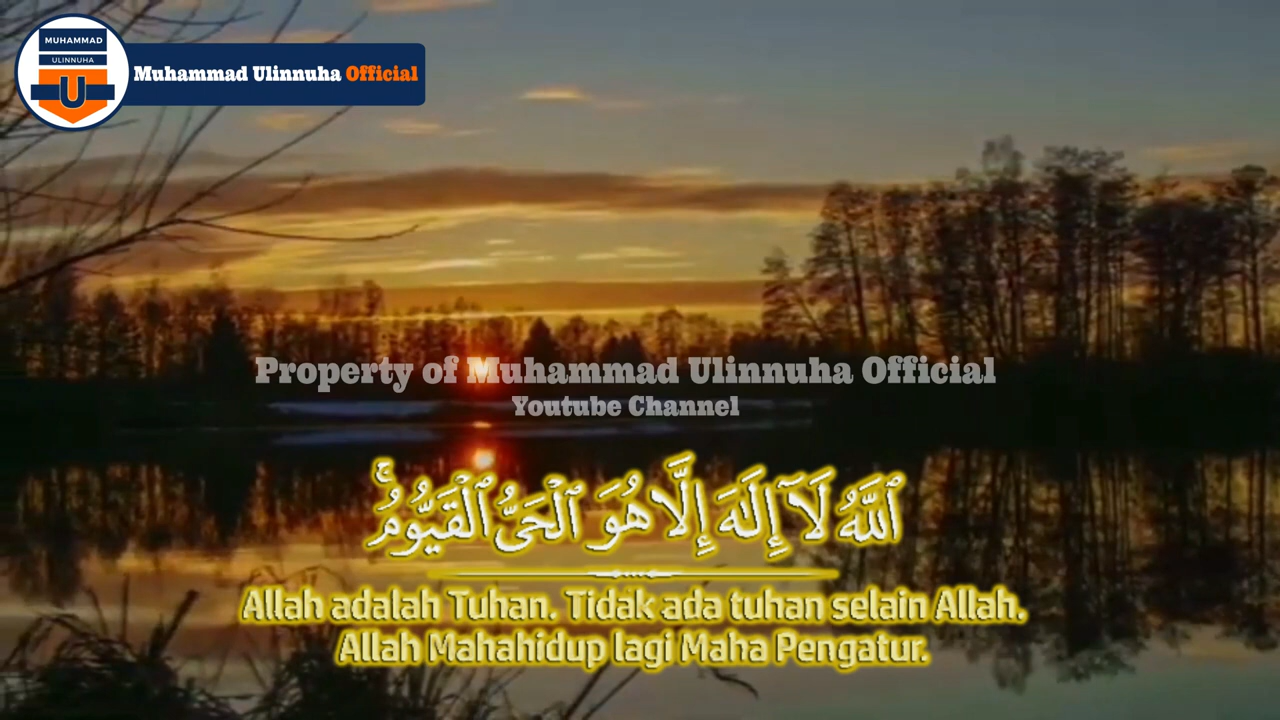 MUHAMMAD
ULINNUHA
U
Muhammad Ulinnuha Official
Property of Muhammad Ulinnuha Official
Youtube Channel
ٱللَّهُ لَآ إِلَٰهَ إِلَّا هُوَ ٱلْحَىُّ ٱلْقَيُّومُ ۚ
Allah adalah Tuhan. Tidak ada tuhan selain Allah.
Allah Mahahidup lagi Maha Pengatur.